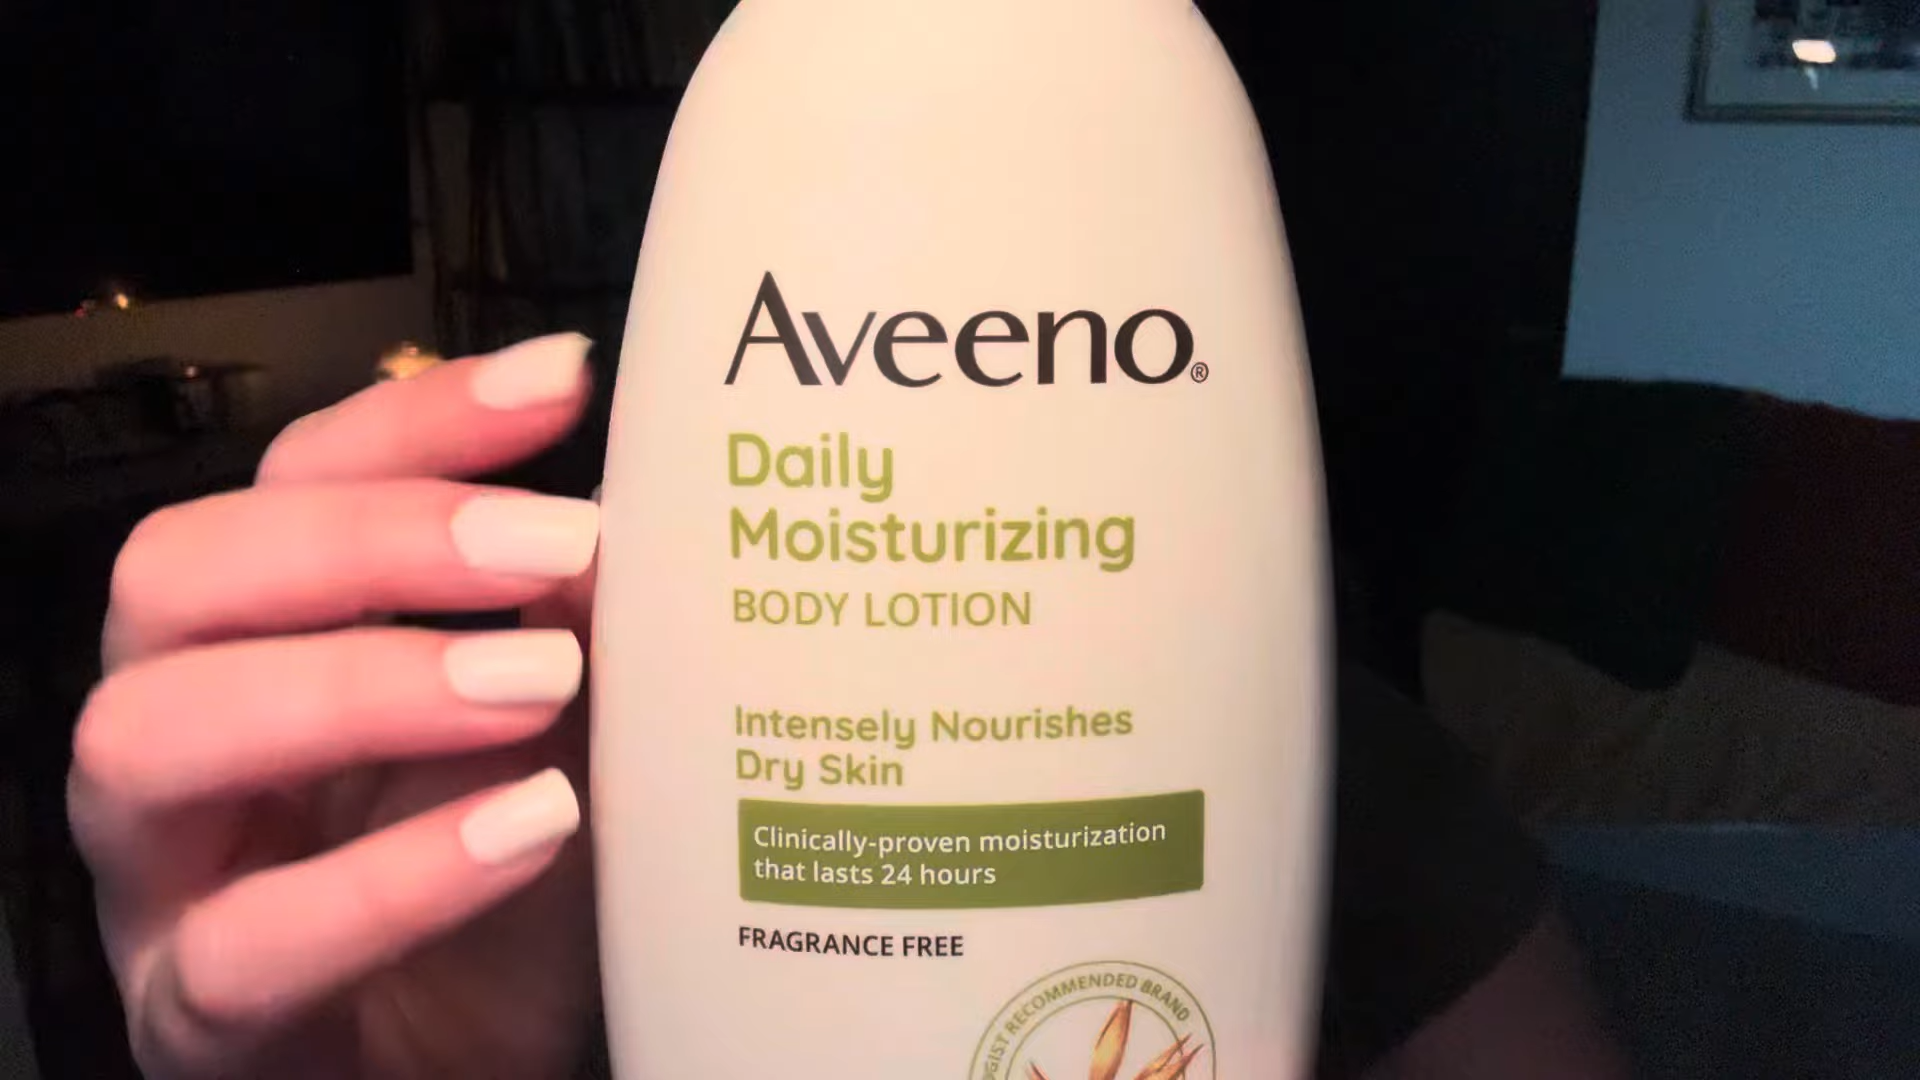 Aveeno®
Daily
Moisturizing
BODY LOTION
Intensely Nourishes
Dry Skin
Clinically-proven moisturization
that lasts 24 hours
FRAGRANCE FREE
RECOMMENDED BRAND